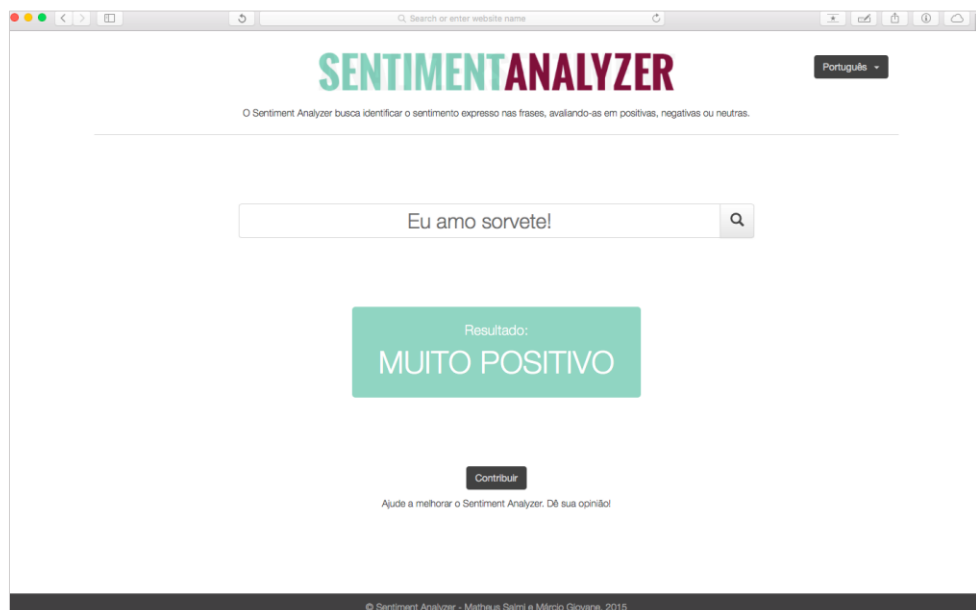 Search or enter website name
SENTIMENTANALYZER
Português
O Sentiment Analyzer busca identificar o sentimento expresso nas frases, avaliando-as em positivas, negativas ou neutras.
Eu amo sorvete!
Resultado:
MUITO POSITIVO
Contribuir
Ajude a melhorar o Sentiment Analyzer. Dê sua opinião!
© Sentiment Analyzer - Matheus Salmi e Mírcio Giovane, 2015